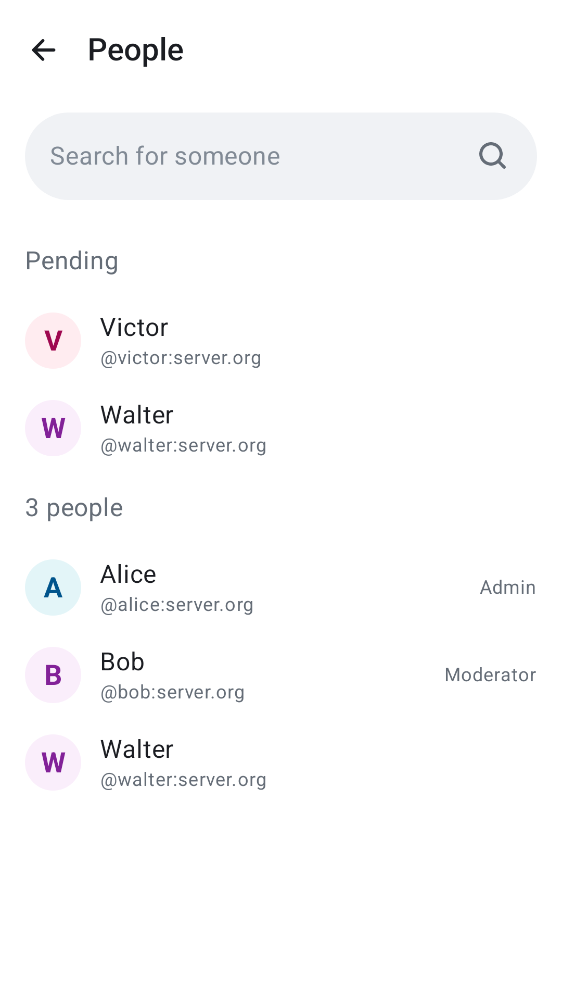 People
Search for someone
Pending
V
Victor
@victor:server.org
W
Walter
@walter:server.org
3 people
A
Alice
@alice:server.org
Admin
B
Bob
@bob:server.org
Moderator
W
Walter
@walter:server.org